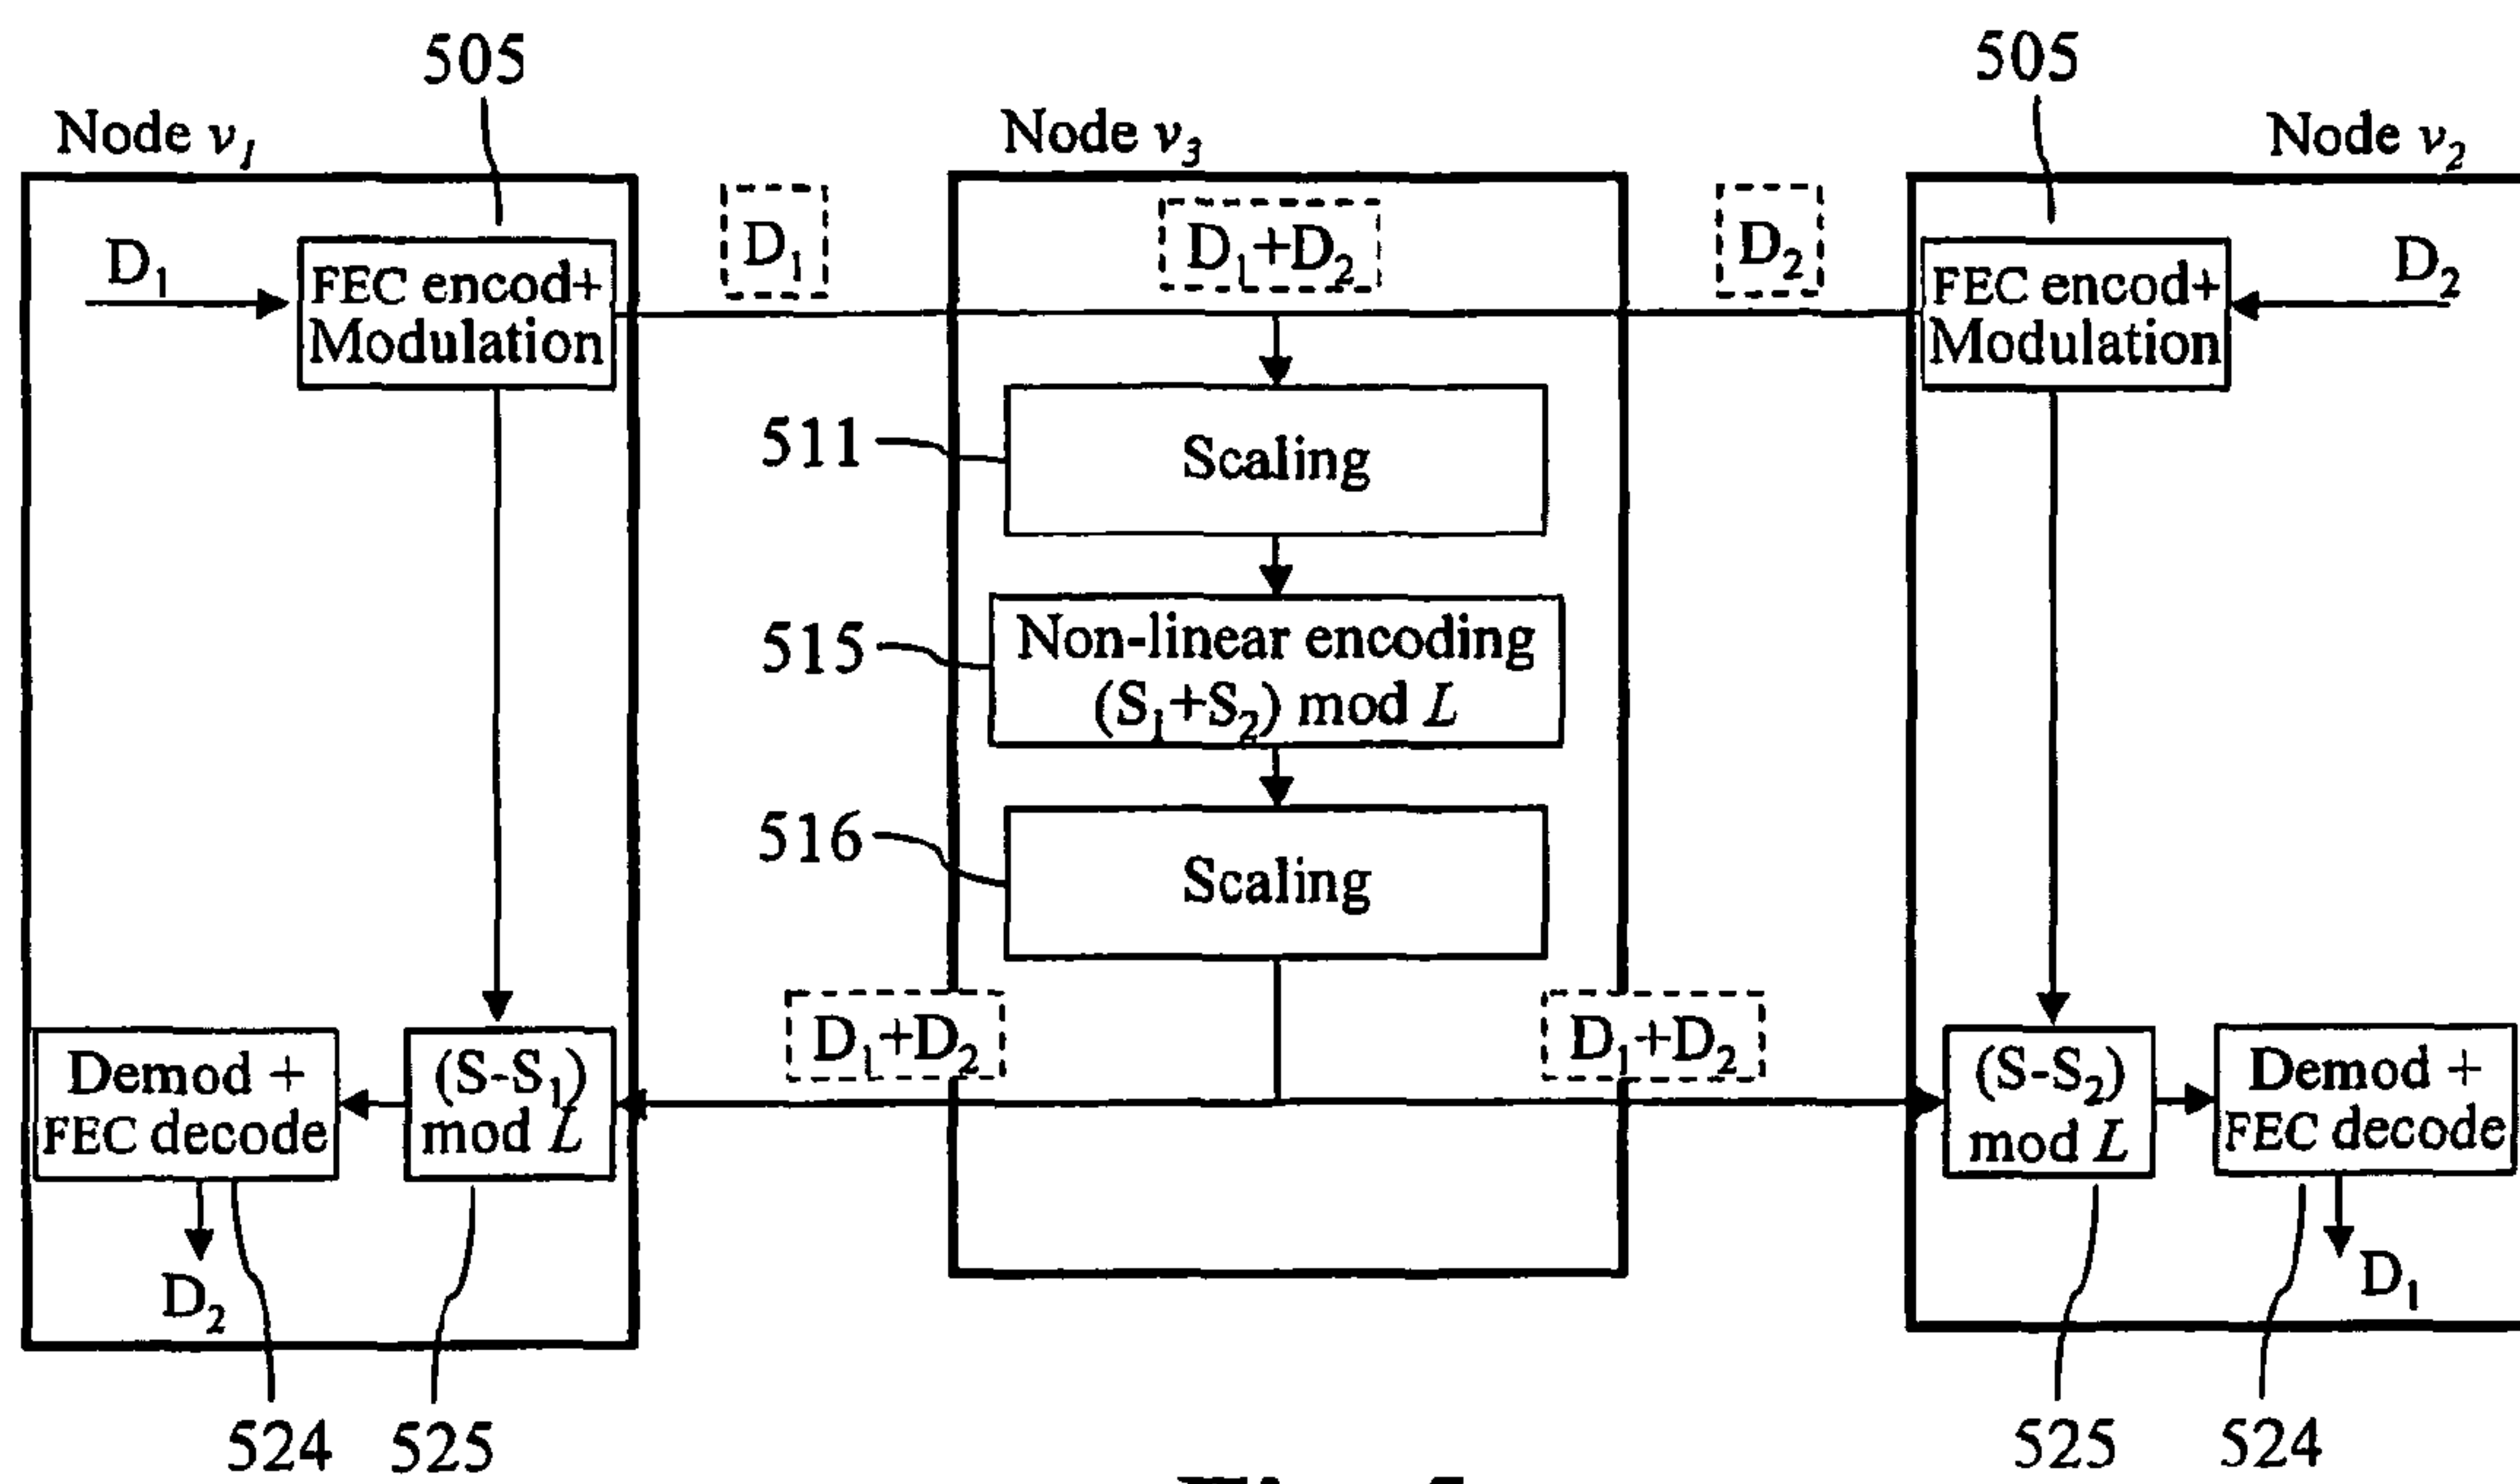 505
505
Node v1
Node v3
Node v2
D1
D1
D1+D2
D2
D2
FEC encod+
Modulation
FEC encod+
Modulation
511
Scaling
515
Non-linear encoding
(S1+S2) mod L
516
Scaling
D1+D2
D1+D2
Demod +
FEC decode
(S-S1)
mod L
(S-S2)
mod L
Demod +
FEC decode
D2
D1
524
525
525
524